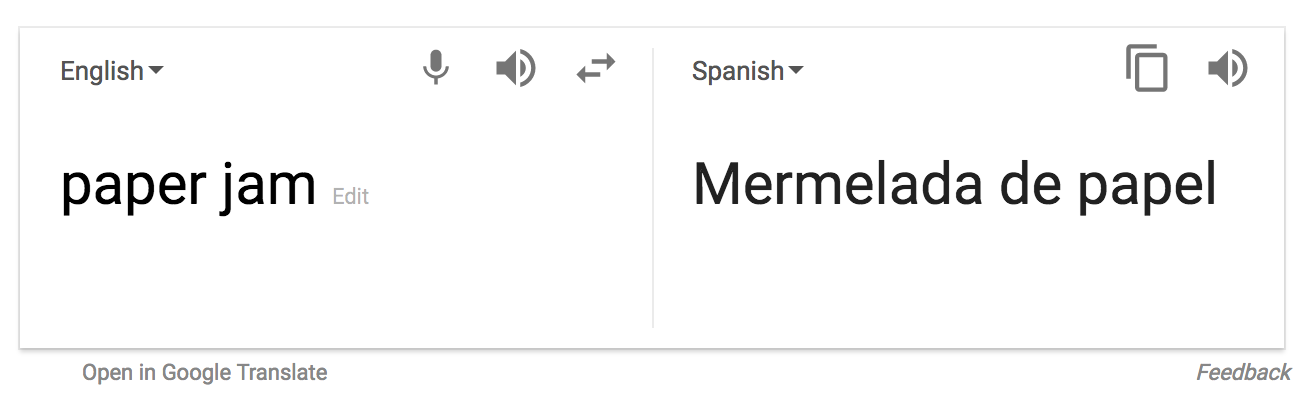 English
Spanish
paper jam Edit
Mermelada de papel
Open in Google Translate
Feedback